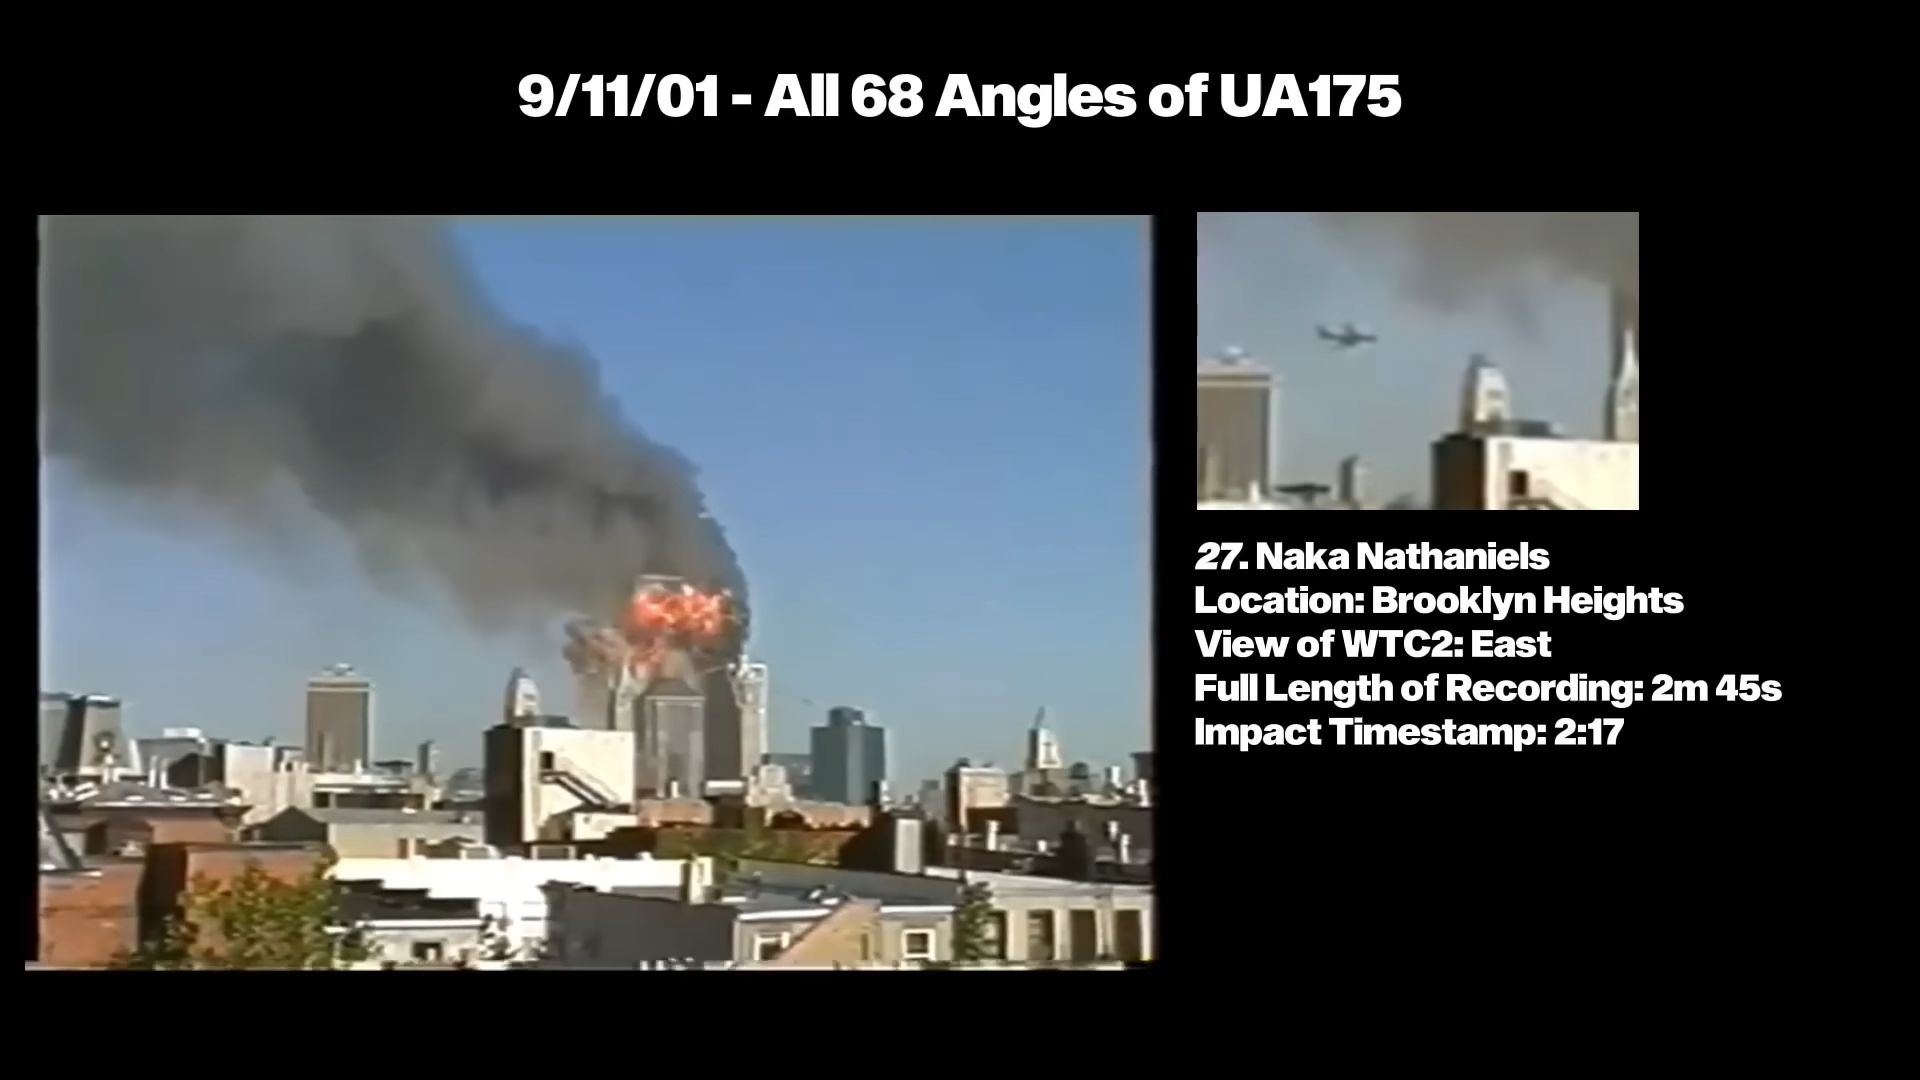 9/11/01 - All 68 Angles of UA175
27. Naka Nathaniels
Location: Brooklyn Heights
View of WTC2: East
Full Length of Recording: 2m 45s
Impact Timestamp: 2:17